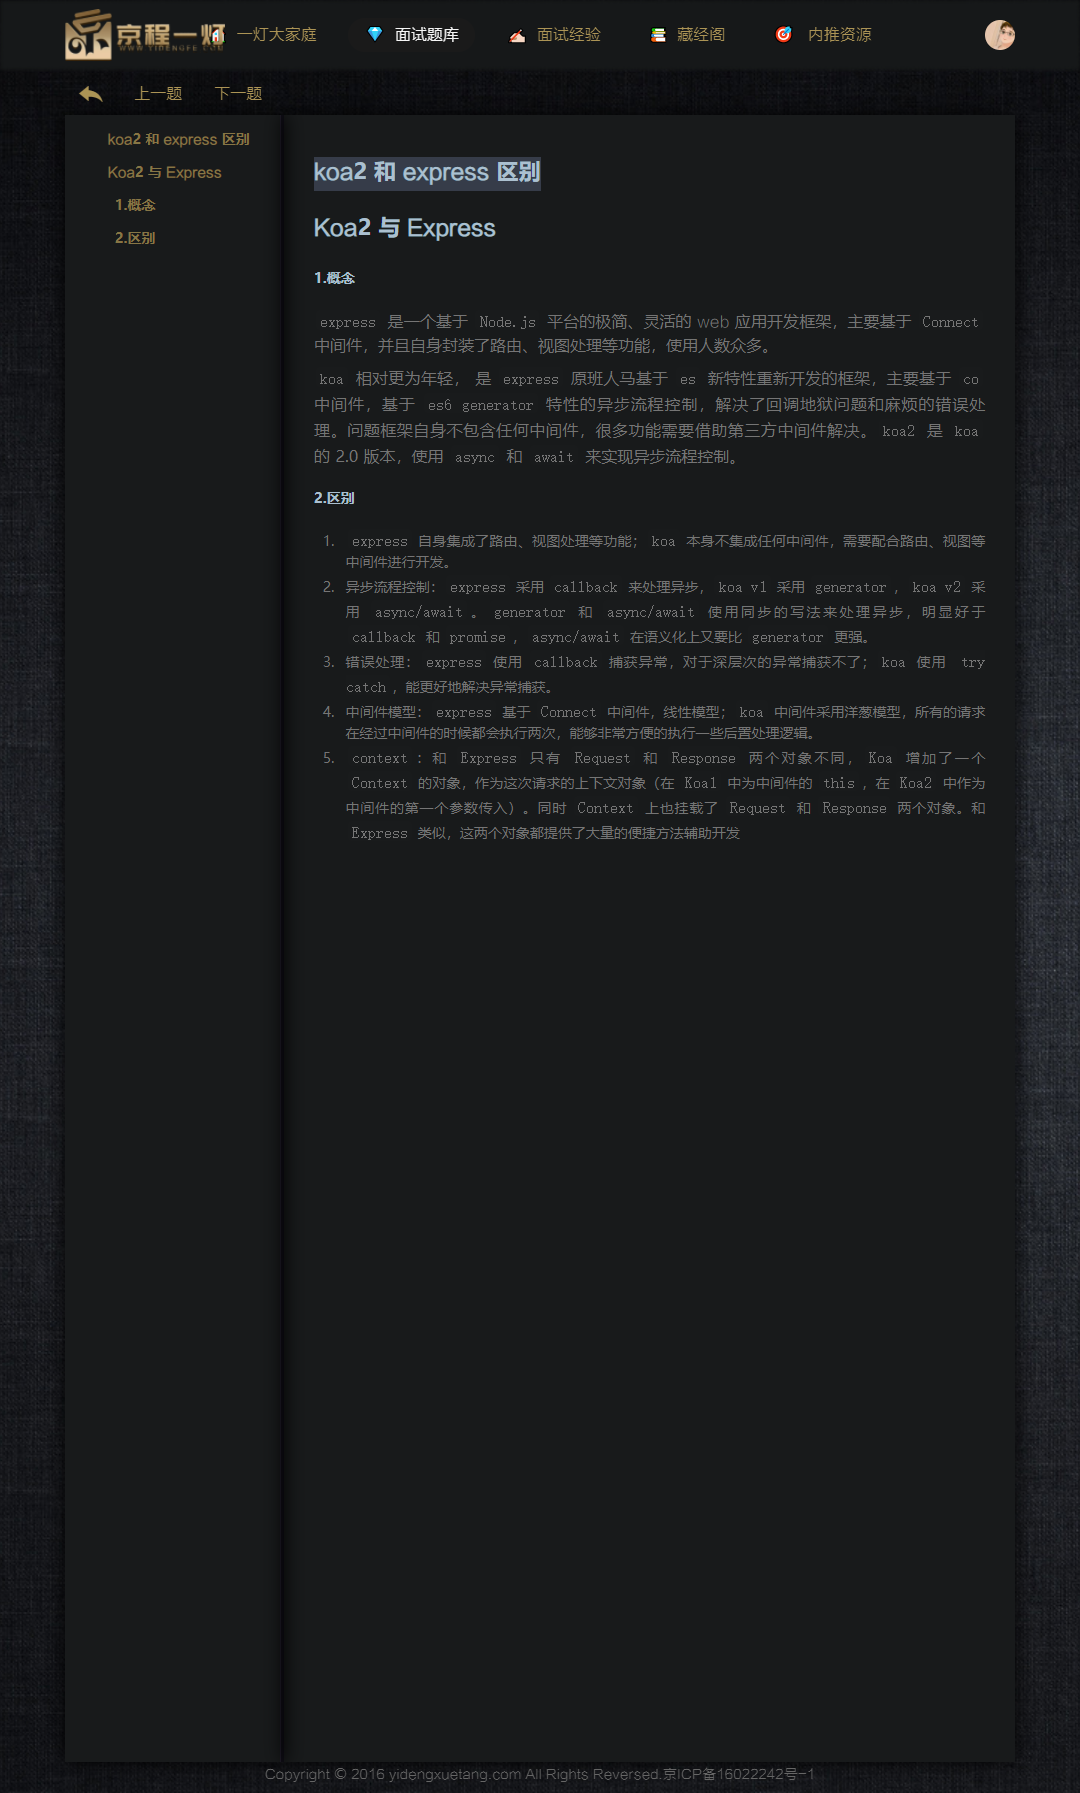 京程一灯
WWW.YIDENGFE.COM
一灯大家庭
面试题库
面试经验
藏经阁
内推资源
上一题
下一题
koa2 和 express 区别
Koa2 与 Express
1.概念
2.区别
koa2 和 express 区别
Koa2 与 Express
1.概念
express 是一个基于 Node.js 平台的极简、灵活的 web 应用开发框架，主要基于 Connect
中间件，并且自身封装了路由、视图处理等功能，使用人数众多。
koa 相对更为年轻， 是 express 原班人马基于 es 新特性重新开发的框架，主要基于 co
中间件，基于 es6 generator 特性的异步流程控制，解决了回调地狱问题和麻烦的错误处
理。问题框架自身不包含任何中间件，很多功能需要借助第三方中间件解决。 koa2 是 koa
的 2.0 版本，使用 async 和 await 来实现异步流程控制。
2.区别
1. express 自身集成了路由、视图处理等功能； koa 本身不集成任何中间件，需要配合路由、视图等
中间件进行开发。
2. 异步流程控制： express 采用 callback 来处理异步， koa v1 采用 generator ， koa v2 采
用 async/await 。 generator 和 async/await 使用同步的写法来处理异步，明显好于
callback 和 promise ， async/await 在语义化上又要比 generator 更强。
3. 错误处理： express 使用 callback 捕获异常，对于深层次的异常捕获不了； koa 使用 try
catch ，能更好地解决异常捕获。
4. 中间件模型： express 基于 Connect 中间件，线性模型； koa 中间件采用洋葱模型，所有的请求
在经过中间件的时候都会执行两次，能够非常方便的执行一些后置处理逻辑。
5. context ：和 Express 只有 Request 和 Response 两个对象不同， Koa 增加了一个
Context 的对象，作为这次请求的上下文对象（在 Koa1 中为中间件的 this ，在 Koa2 中作为
中间件的第一个参数传入）。同时 Context 上也挂载了 Request 和 Response 两个对象。和
Express 类似，这两个对象都提供了大量的便捷方法辅助开发
Copyright © 2016 yidengxuetang.com All Rights Reversed.京ICP备16022242号-1